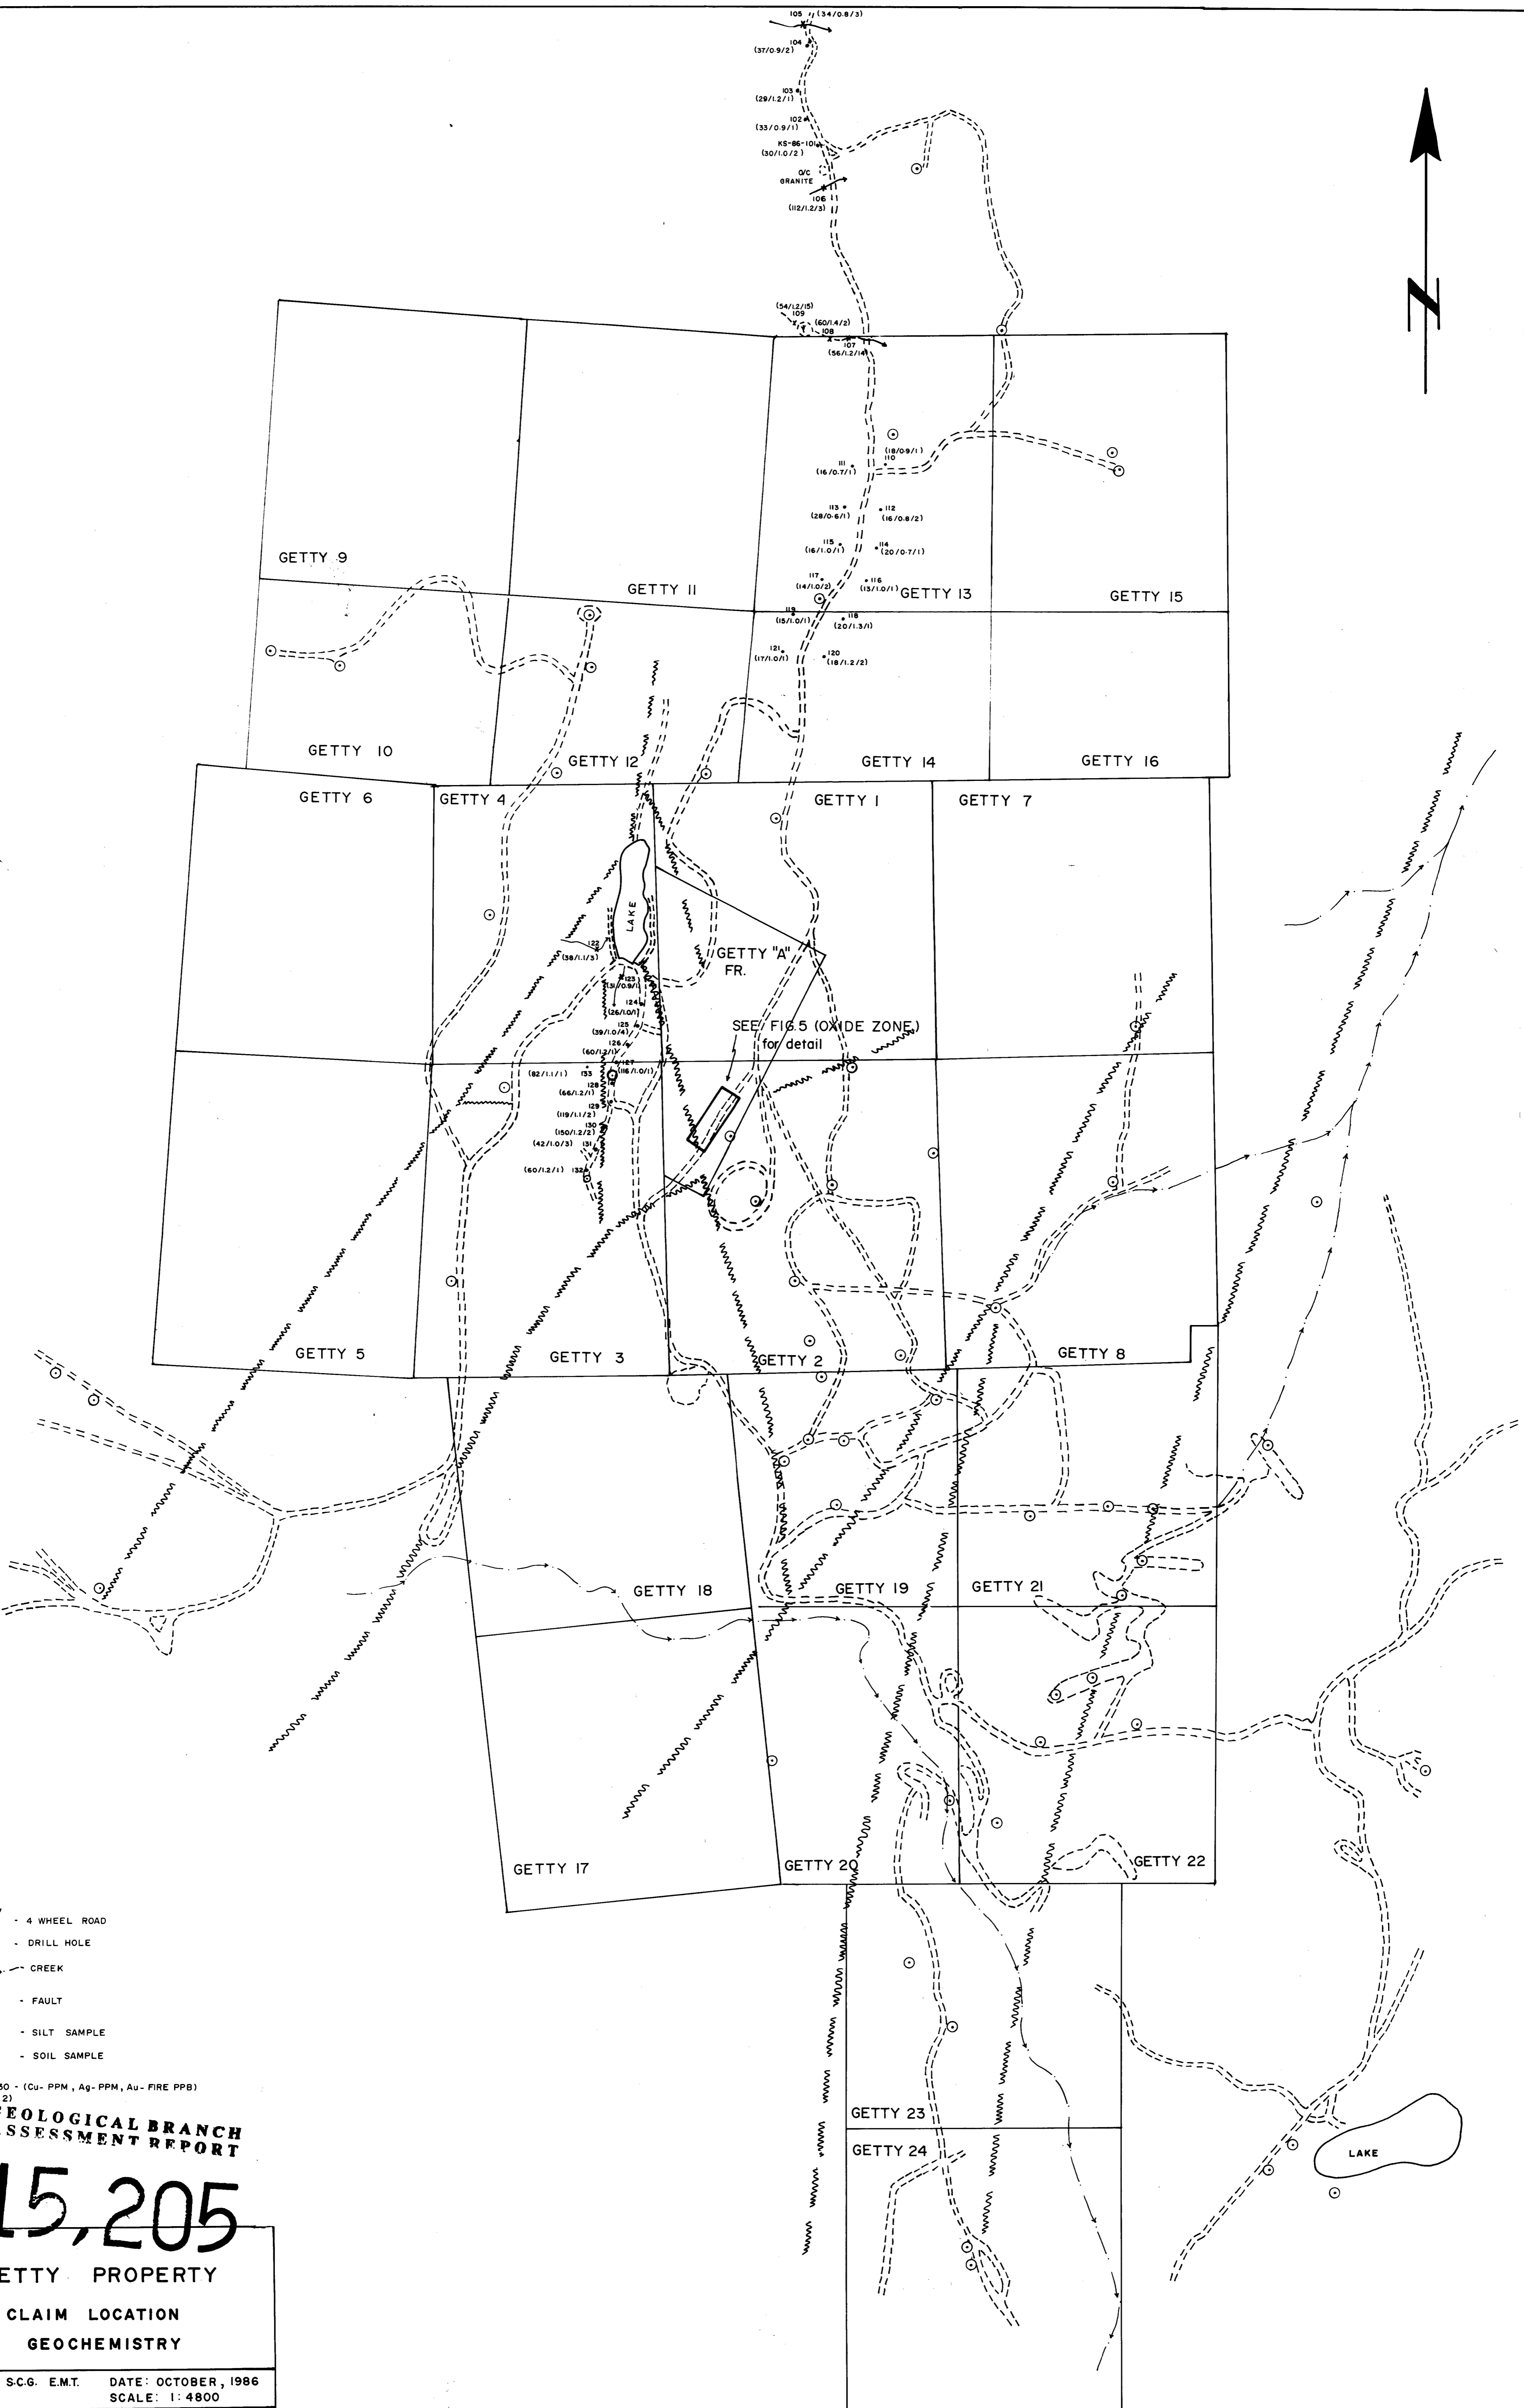 105 (34/0.8/3)
104
(37/0.9/2)
103
(29/1.2/1)
102
(33/0.9/1)
KS-86-101
(30/1.0/2)
O/C
GRANITE
106
(112/1.2/3)
N
(54/1.2/15)
109
(60/1.4/2)
108
107
(56/1.2/14)
(18/0.9/1)
111 110
(16/0.7/1)
113 112
(28/0.6/1) (16/0.8/2)
115 114
(16/1.0/1) (20/0.7/1)
117 116
(14/1.0/2) (13/1.0/1)
119 118
(15/1.0/1) (20/1.3/1)
121 120
(17/1.0/1) (18/1.2/2)
GETTY 9
GETTY 11
GETTY 13
GETTY 15
GETTY 10
GETTY 12
GETTY 14
GETTY 16
GETTY 6
GETTY 4
GETTY 1
GETTY 7
LAKE
122
(38/1.1/3)
GETTY "A"
FR.
123
(31/0.9/1)
124
(26/1.0/1)
125
(39/1.0/4)
126
(60/1.2/1)
SEE FIG.5 (OXIDE ZONE)
for detail
127
(82/1.1/1) 133 (116/1.0/1)
128
(66/1.2/1)
129
(119/1.1/2)
130
(150/1.2/2)
(42/1.0/3) 131
(60/1.2/1) 132
GETTY 5
GETTY 3
GETTY 2
GETTY 8
GETTY 18
GETTY 19
GETTY 21
GETTY 17
GETTY 20
GETTY 22
GETTY 23
GETTY 24
LAKE
- 4 WHEEL ROAD
- DRILL HOLE
- CREEK
- FAULT
- SILT SAMPLE
- SOIL SAMPLE
30 - (Cu- PPM, Ag- PPM, Au- FIRE PPB)
2)
GEOLOGICAL BRANCH
ASSESSMENT REPORT
15,205
ETTY PROPERTY
CLAIM LOCATION
GEOCHEMISTRY
S.C.G. E.M.T. DATE: OCTOBER, 1986
SCALE: 1:4800